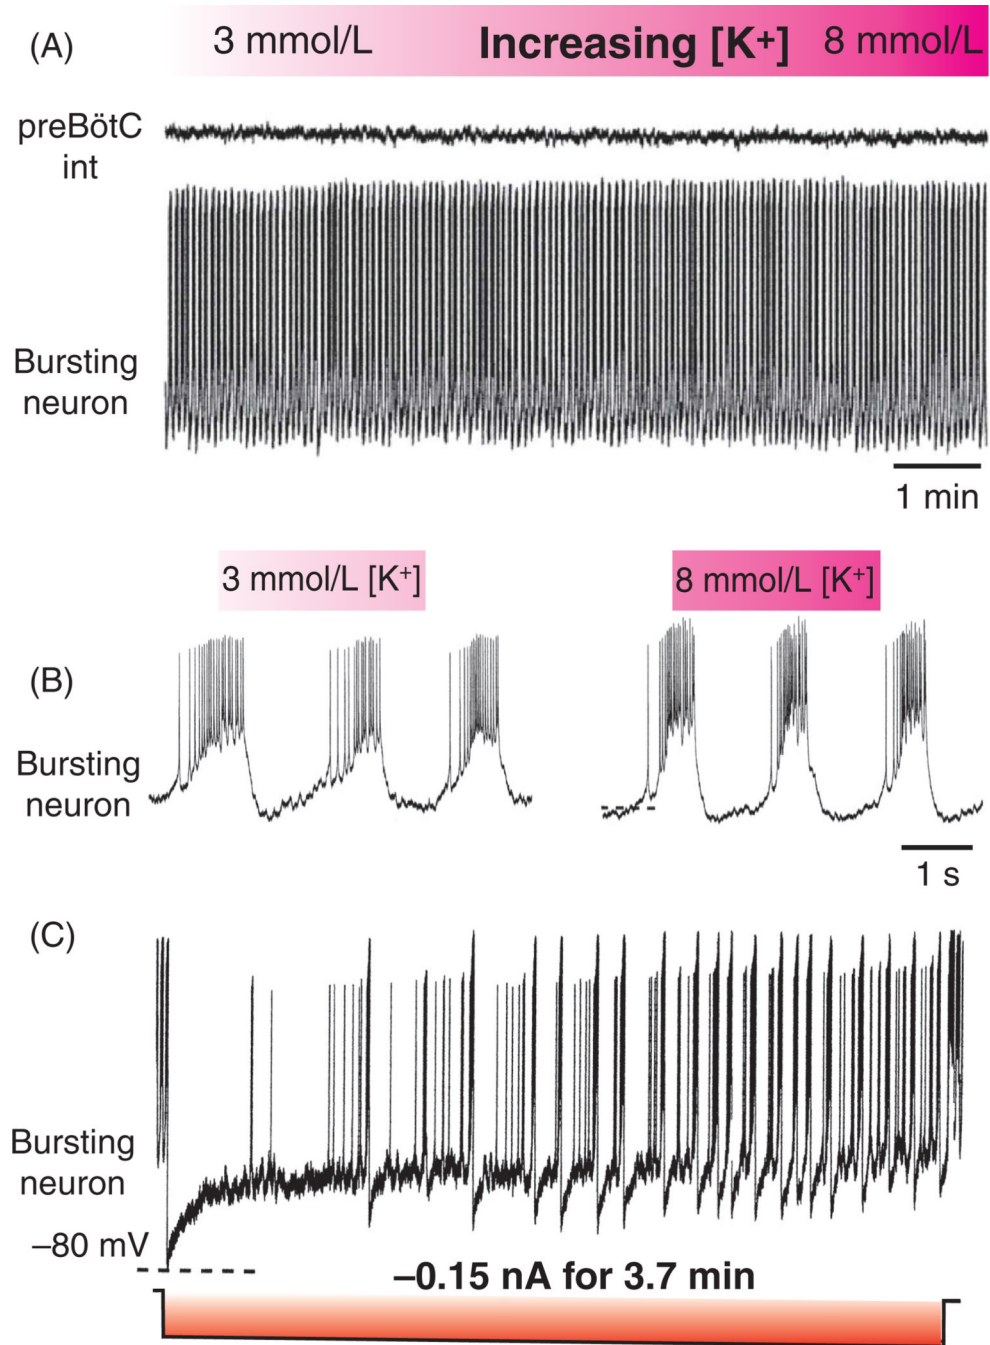 (A)
3 mmol/L Increasing [K⁺] 8 mmol/L
preBötC
int
Bursting
neuron
1 min
3 mmol/L [K⁺] 8 mmol/L [K⁺]
(B)
Bursting
neuron
1 s
(C)
Bursting
neuron
–80 mV
–0.15 nA for 3.7 min